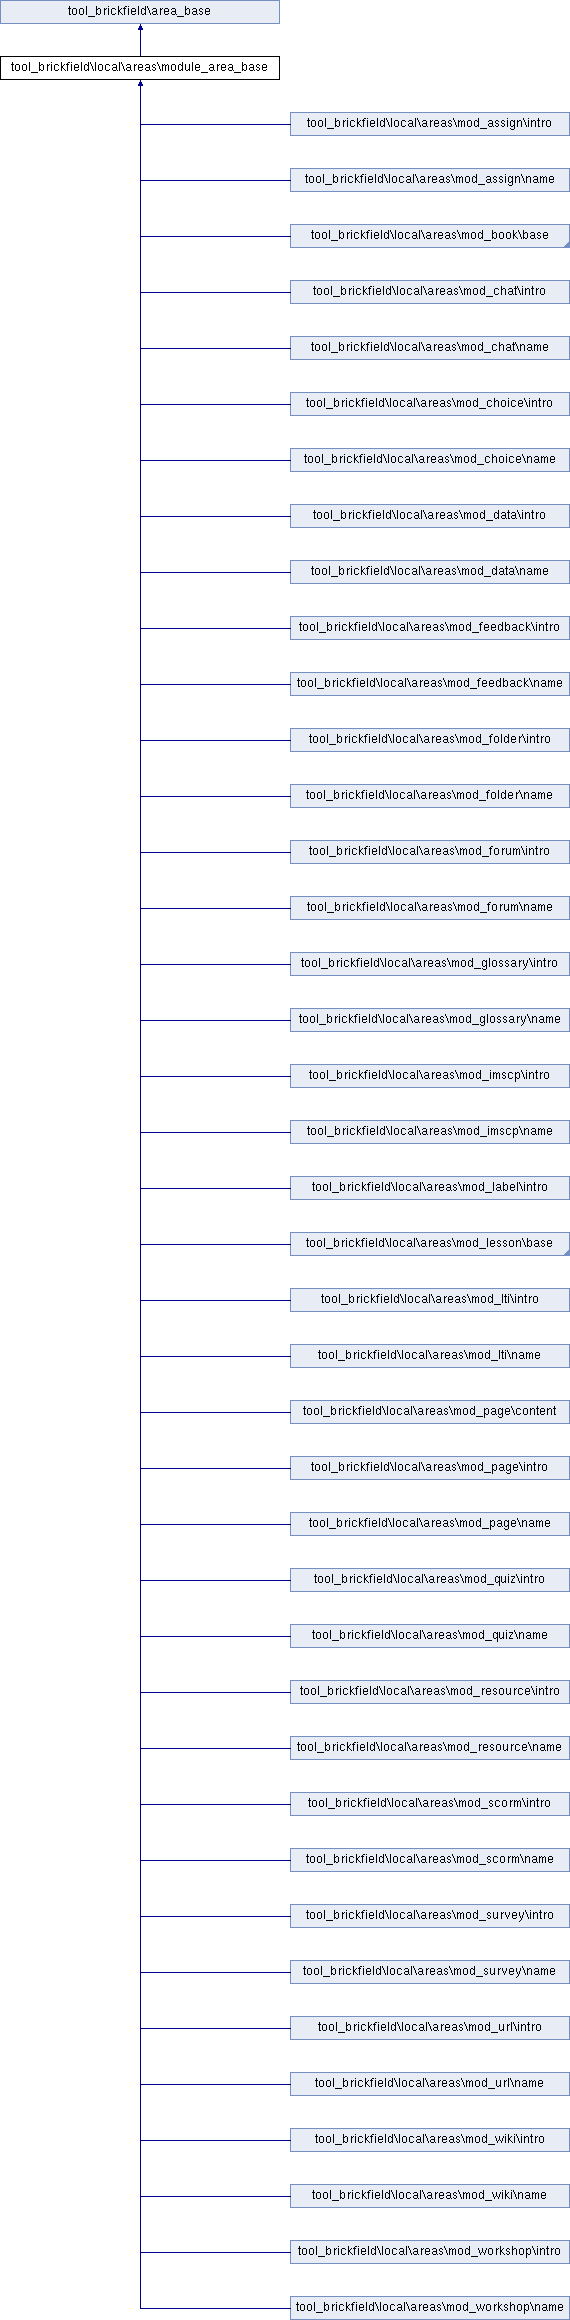 tool_brickfield\area_base
tool_brickfield\local\areas\module_area_base
tool_brickfield\local\areas\mod_assign\intro
tool_brickfield\local\areas\mod_assign\name
tool_brickfield\local\areas\mod_book\base
tool_brickfield\local\areas\mod_chat\intro
tool_brickfield\local\areas\mod_chat\name
tool_brickfield\local\areas\mod_choice\intro
tool_brickfield\local\areas\mod_choice\name
tool_brickfield\local\areas\mod_data\intro
tool_brickfield\local\areas\mod_data\name
tool_brickfield\local\areas\mod_feedback\intro
tool_brickfield\local\areas\mod_feedback\name
tool_brickfield\local\areas\mod_folder\intro
tool_brickfield\local\areas\mod_folder\name
tool_brickfield\local\areas\mod_forum\intro
tool_brickfield\local\areas\mod_forum\name
tool_brickfield\local\areas\mod_glossary\intro
tool_brickfield\local\areas\mod_glossary\name
tool_brickfield\local\areas\mod_imscp\intro
tool_brickfield\local\areas\mod_imscp\name
tool_brickfield\local\areas\mod_label\intro
tool_brickfield\local\areas\mod_lesson\base
tool_brickfield\local\areas\mod_lti\intro
tool_brickfield\local\areas\mod_lti\name
tool_brickfield\local\areas\mod_page\content
tool_brickfield\local\areas\mod_page\intro
tool_brickfield\local\areas\mod_page\name
tool_brickfield\local\areas\mod_quiz\intro
tool_brickfield\local\areas\mod_quiz\name
tool_brickfield\local\areas\mod_resource\intro
tool_brickfield\local\areas\mod_resource\name
tool_brickfield\local\areas\mod_scorm\intro
tool_brickfield\local\areas\mod_scorm\name
tool_brickfield\local\areas\mod_survey\intro
tool_brickfield\local\areas\mod_survey\name
tool_brickfield\local\areas\mod_url\intro
tool_brickfield\local\areas\mod_url\name
tool_brickfield\local\areas\mod_wiki\intro
tool_brickfield\local\areas\mod_wiki\name
tool_brickfield\local\areas\mod_workshop\intro
tool_brickfield\local\areas\mod_workshop\name